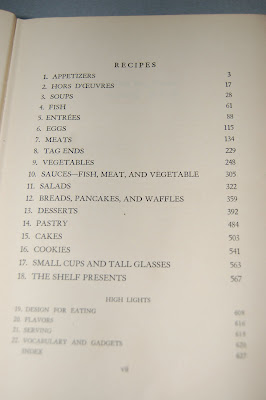 RECIPES
1. APPETIZERS 3
2. HORS D'ŒUVRES 17
3. SOUPS 28
4. FISH 61
5. ENTRÉES 88
6. EGGS 115
7. MEATS 134
8. TAG ENDS 229
9. VEGETABLES 248
10. SAUCES—FISH, MEAT, AND VEGETABLE 305
11. SALADS 322
12. BREADS, PANCAKES, AND WAFFLES 359
13. DESSERTS 392
14. PASTRY 484
15. CAKES 503
16. COOKIES 541
17. SMALL CUPS AND TALL GLASSES 563
18. THE SHELF PRESENTS 567
HIGH LIGHTS
19. DESIGN FOR EATING
20. FLAVORS 616
21. SERVING
22. VOCABULARY AND GADGETS
INDEX
vii